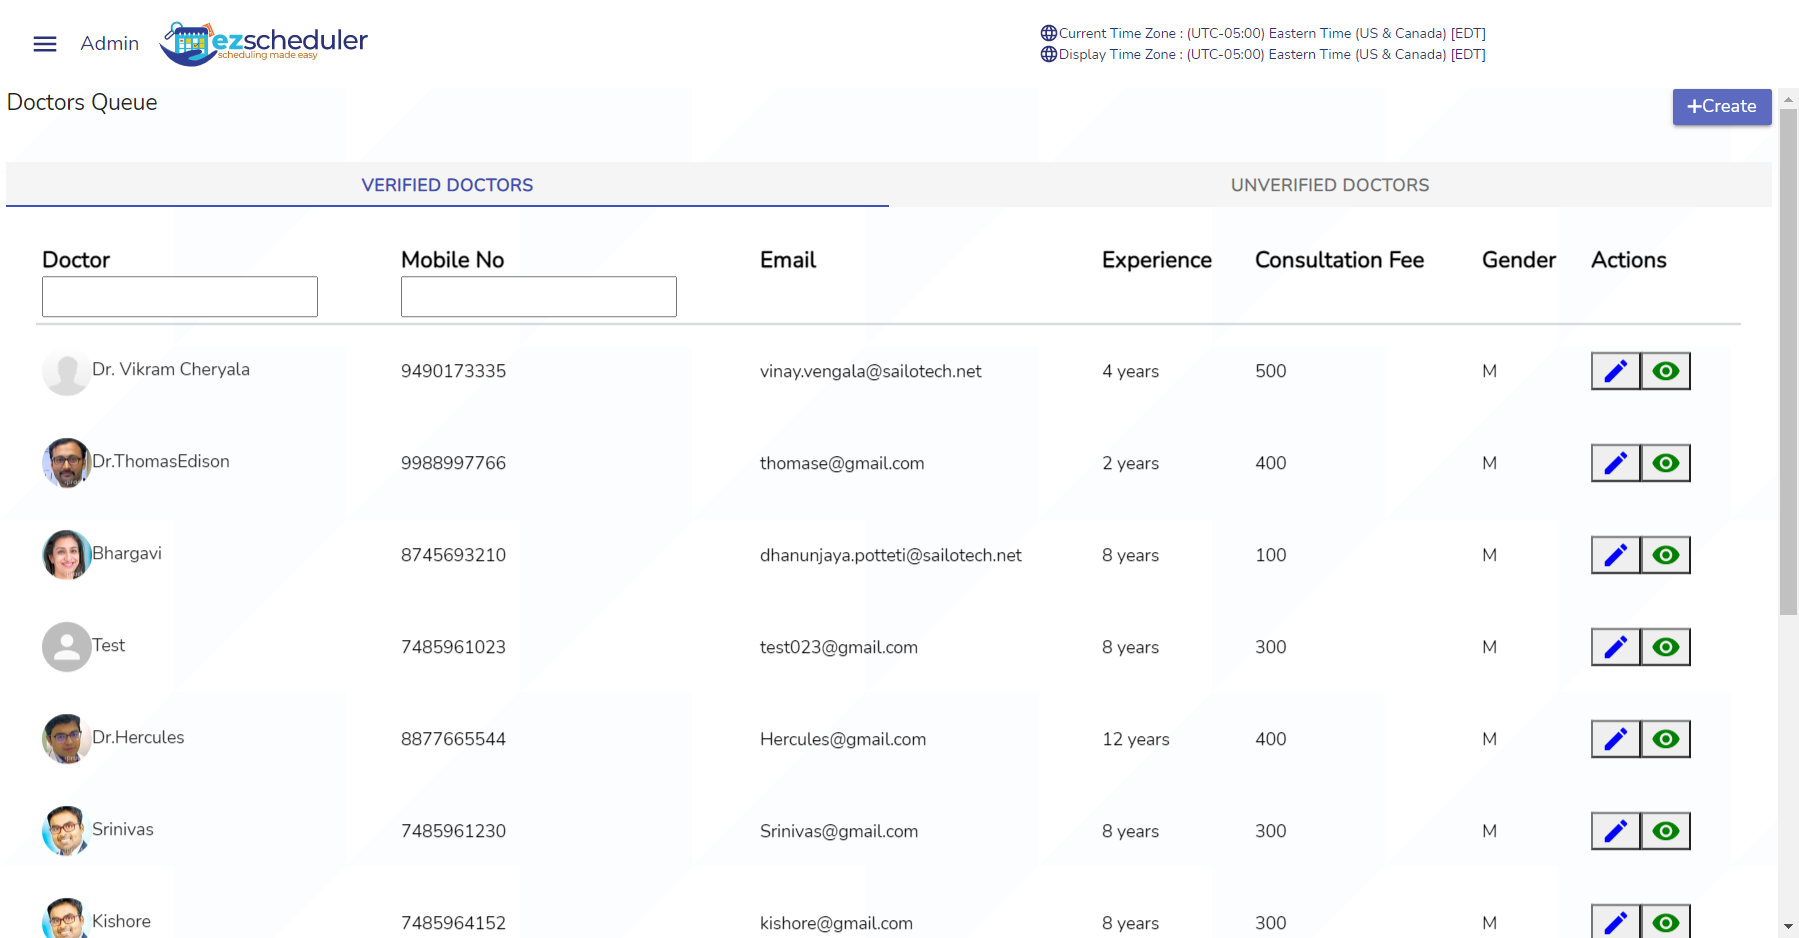 Admin
ezscheduler
scheduling made easy
Current Time Zone : (UTC-05:00) Eastern Time (US & Canada) [EDT]
Display Time Zone : (UTC-05:00) Eastern Time (US & Canada) [EDT]
Doctors Queue
+Create
VERIFIED DOCTORS UNVERIFIED DOCTORS
Doctor Mobile No Email Experience Consultation Fee Gender Actions
Dr. Vikram Cheryala 9490173335 vinay.vengala@sailotech.net 4 years 500 M
Dr.ThomasEdison 9988997766 thomase@gmail.com 2 years 400 M
Bhargavi 8745693210 dhanunjaya.potteti@sailotech.net 8 years 100 M
Test 7485961023 test023@gmail.com 8 years 300 M
Dr.Hercules 8877665544 Hercules@gmail.com 12 years 400 M
Srinivas 7485961230 Srinivas@gmail.com 8 years 300 M
Kishore 7485964152 kishore@gmail.com 8 years 300 M